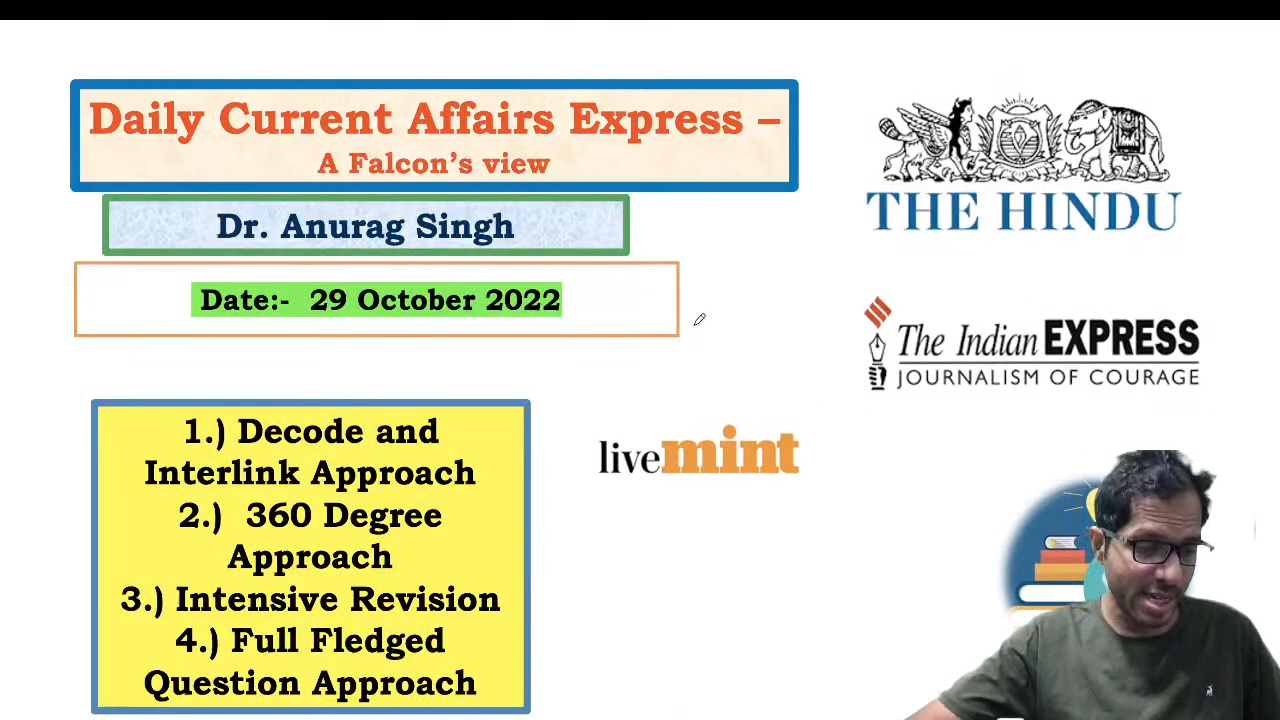 Daily Current Affairs Express –
A Falcon's view
Dr. Anurag Singh
Date:-  29 October 2022
1.) Decode and
Interlink Approach
2.)  360 Degree
Approach
3.) Intensive Revision
4.) Full Fledged
Question Approach
THE HINDU
The Indian EXPRESS
JOURNALISM OF COURAGE
livemint